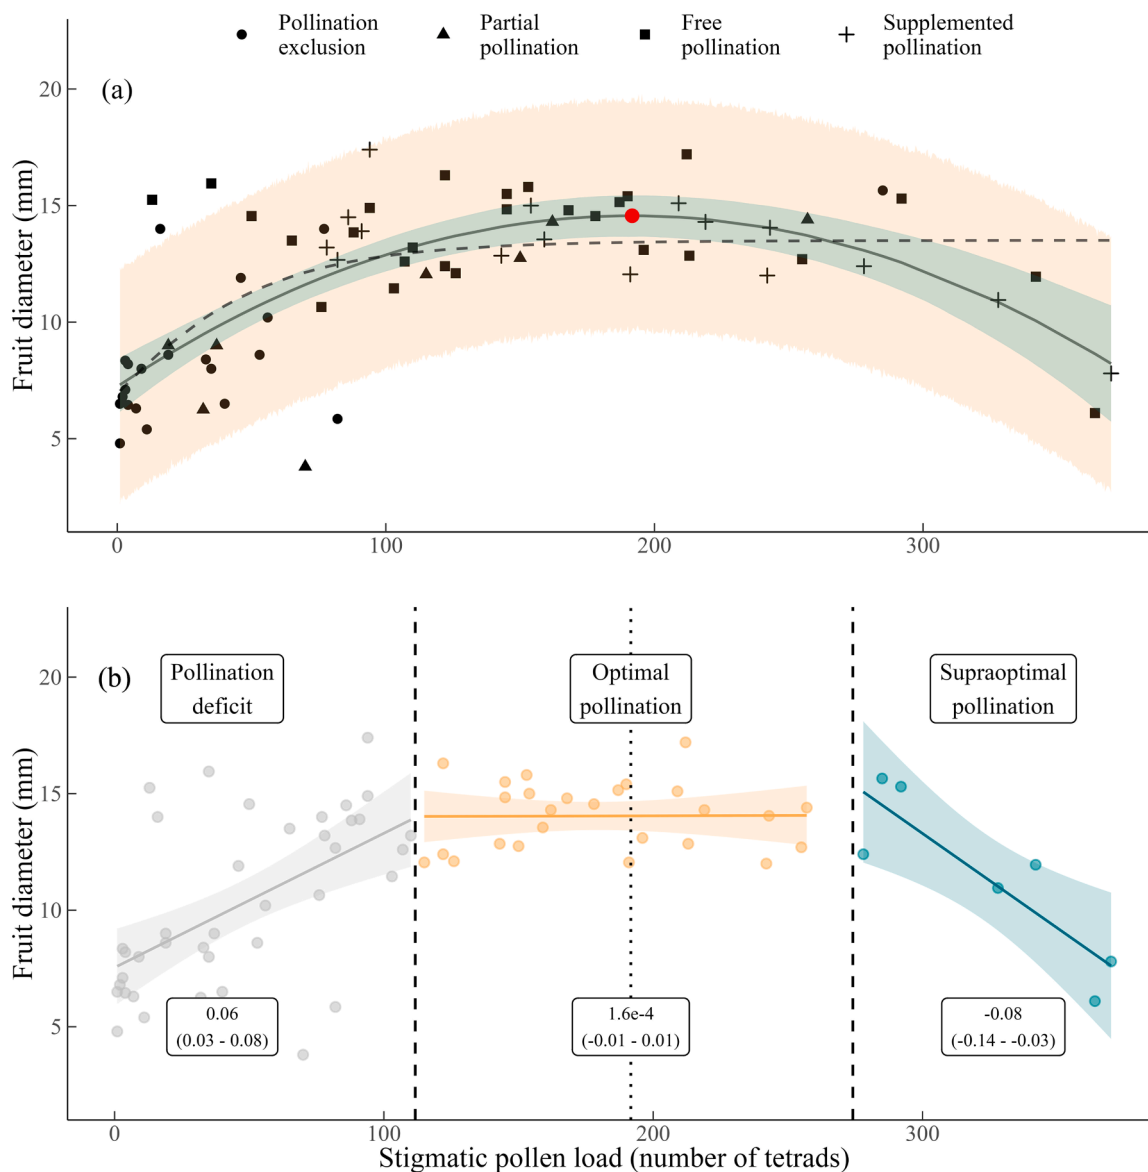 Pollination exclusion
Partial pollination
Free pollination
Supplemented pollination
(a)
Fruit diameter (mm)
20
15
10
5
0
100
200
300
(b)
Pollination
deficit
Optimal
pollination
Supraoptimal
pollination
Fruit diameter (mm)
20
15
10
5
0.06
(0.03 - 0.08)
1.6e-4
(-0.01 - 0.01)
-0.08
(-0.14 - -0.03)
0
100
200
300
Stigmatic pollen load (number of tetrads)